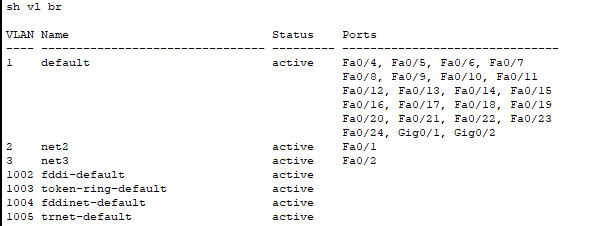 sh vl br
VLAN Name Status Ports
---- -------------------------------- --------- -------------------------------
1 default active Fa0/4, Fa0/5, Fa0/6, Fa0/7
Fa0/8, Fa0/9, Fa0/10, Fa0/11
Fa0/12, Fa0/13, Fa0/14, Fa0/15
Fa0/16, Fa0/17, Fa0/18, Fa0/19
Fa0/20, Fa0/21, Fa0/22, Fa0/23
Fa0/24, Gig0/1, Gig0/2
2 net2 active Fa0/1
3 net3 active Fa0/2
1002 fddi-default active
1003 token-ring-default active
1004 fddinet-default active
1005 trnet-default active